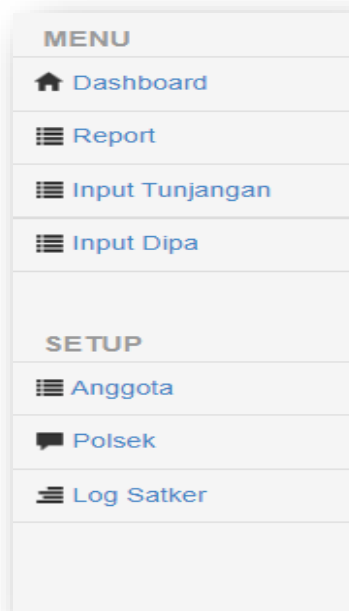 MENU
Dashboard
Report
Input Tunjangan
Input Dipa
SETUP
Anggota
Polsek
Log Satker